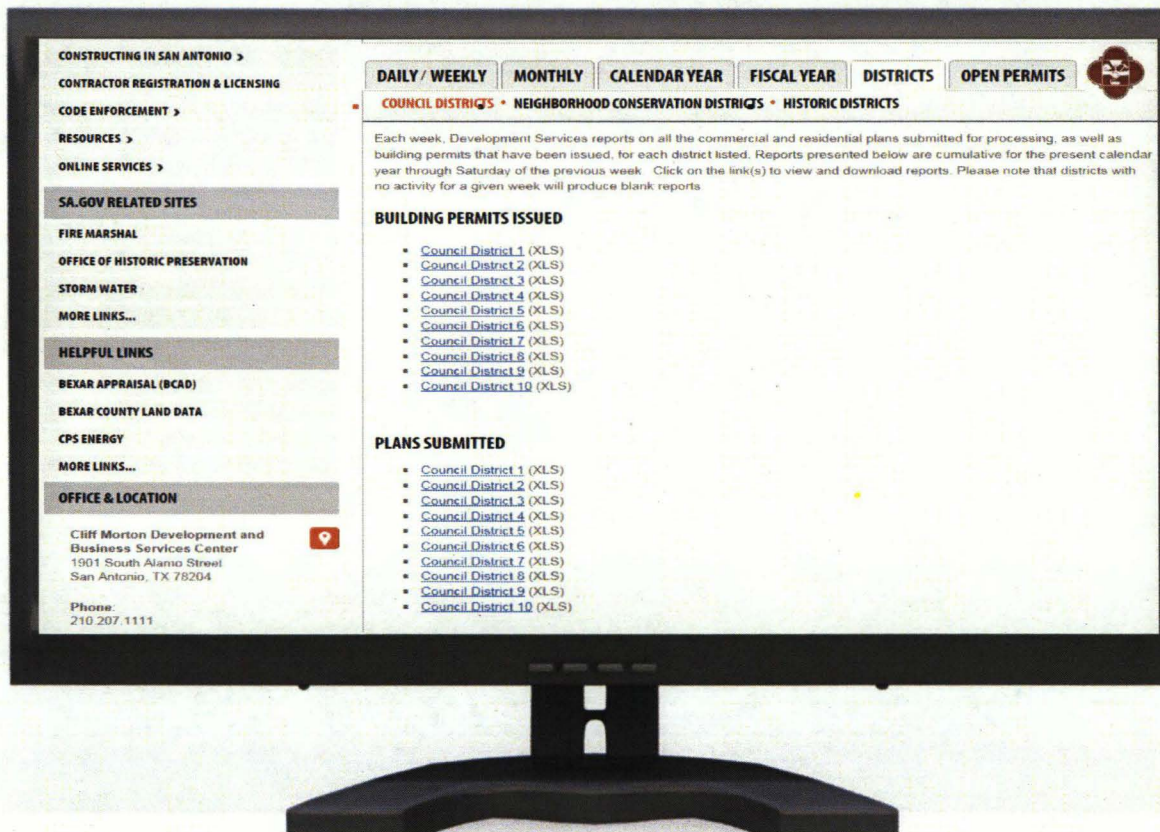 CONSTRUCTING IN SAN ANTONIO >
CONTRACTOR REGISTRATION & LICENSING
CODE ENFORCEMENT >
RESOURCES >
ONLINE SERVICES >
SA.GOV RELATED SITES
FIRE MARSHAL
OFFICE OF HISTORIC PRESERVATION
STORM WATER
MORE LINKS...
HELPFUL LINKS
BEXAR APPRAISAL (BCAD)
BEXAR COUNTY LAND DATA
CPS ENERGY
MORE LINKS...
OFFICE & LOCATION
Cliff Morton Development and
Business Services Center
1901 South Alamo Street
San Antonio, TX 78204
Phone:
210.207.1111
DAILY / WEEKLY MONTHLY CALENDAR YEAR FISCAL YEAR DISTRICTS OPEN PERMITS
COUNCIL DISTRICTS • NEIGHBORHOOD CONSERVATION DISTRICTS • HISTORIC DISTRICTS
Each week, Development Services reports on all the commercial and residential plans submitted for processing, as well as
building permits that have been issued, for each district listed. Reports presented below are cumulative for the present calendar
year through Saturday of the previous week Click on the link(s) to view and download reports. Please note that districts with
no activity for a given week will produce blank reports
BUILDING PERMITS ISSUED
▪ Council District 1 (XLS)
▪ Council District 2 (XLS)
▪ Council District 3 (XLS)
▪ Council District 4 (XLS)
▪ Council District 5 (XLS)
▪ Council District 6 (XLS)
▪ Council District 7 (XLS)
▪ Council District 8 (XLS)
▪ Council District 9 (XLS)
▪ Council District 10 (XLS)
PLANS SUBMITTED
▪ Council District 1 (XLS)
▪ Council District 2 (XLS)
▪ Council District 3 (XLS)
▪ Council District 4 (XLS)
▪ Council District 5 (XLS)
▪ Council District 6 (XLS)
▪ Council District 7 (XLS)
▪ Council District 8 (XLS)
▪ Council District 9 (XLS)
▪ Council District 10 (XLS)